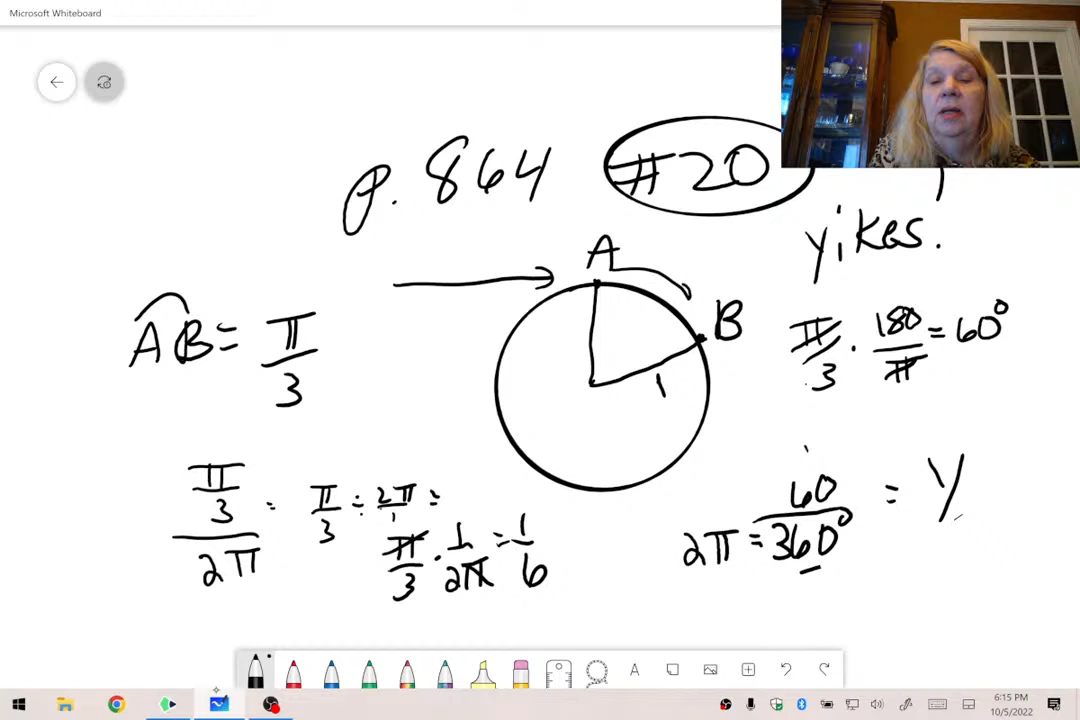 Microsoft Whiteboard
p. 864 #20
yikes.
A
B
1
AB = π/3
π/3 · 180/π = 60°
π/3 / 2π = π/3 ÷ 2π/1 =
π/3 · 1/2π = 1/6
2π = 60/360° = Y
A
6:15 PM
10/5/2022